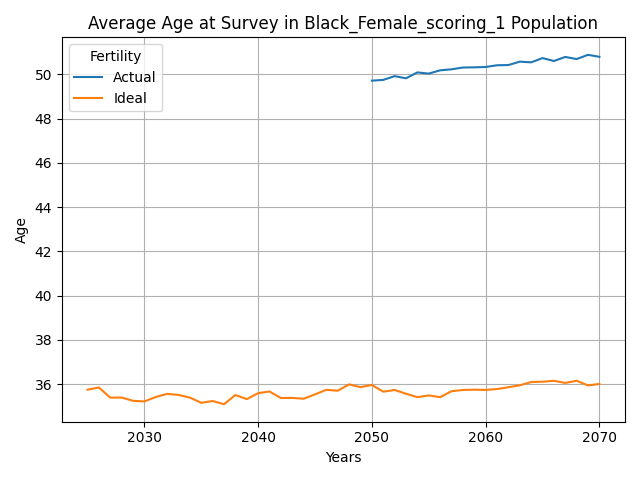 Average Age at Survey in Black_Female_scoring_1 Population
Fertility
Actual
Ideal
Age
50
48
46
44
42
40
38
36
2030
2040
2050
2060
2070
Years